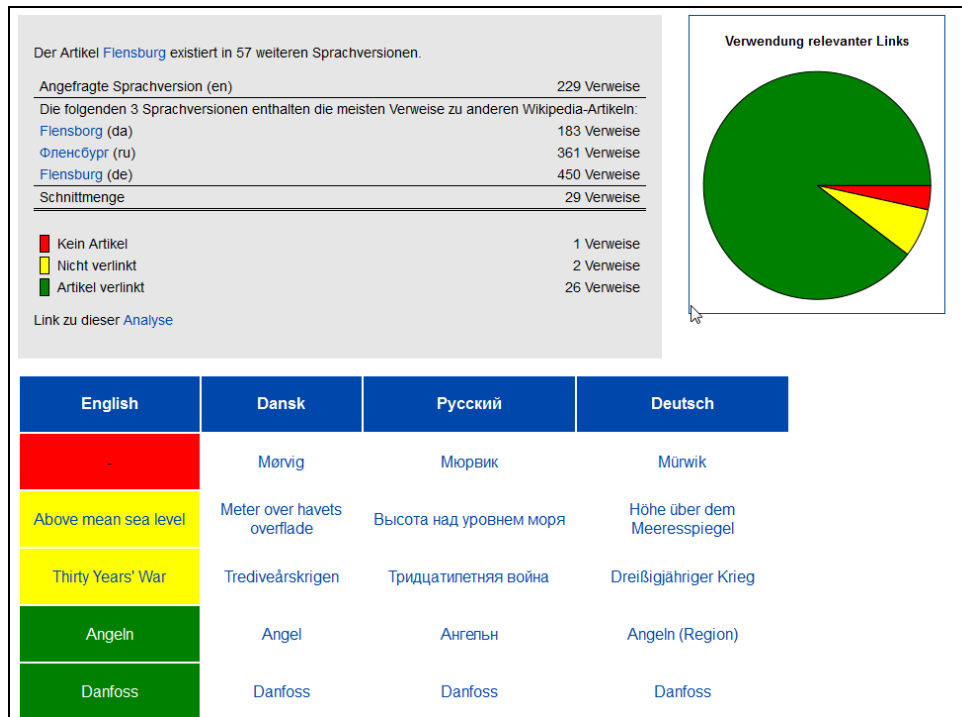 Der Artikel Flensburg existiert in 57 weiteren Sprachversionen.
Angefragte Sprachversion (en) 229 Verweise
Die folgenden 3 Sprachversionen enthalten die meisten Verweise zu anderen Wikipedia-Artikeln:
Flensborg (da) 183 Verweise
Фленсбург (ru) 361 Verweise
Flensburg (de) 450 Verweise
Schnittmenge 29 Verweise
Kein Artikel 1 Verweise
Nicht verlinkt 2 Verweise
Artikel verlinkt 26 Verweise
Link zu dieser Analyse
Verwendung relevanter Links
English Dansk Русский Deutsch
- Mørvig Мюрвик Mürwik
Above mean sea level Meter over havets overflade Высота над уровнем моря Höhe über dem Meeresspiegel
Thirty Years' War Trediveårskrigen Тридцатилетняя война Dreißigjähriger Krieg
Angeln Angel Ангельн Angeln (Region)
Danfoss Danfoss Danfoss Danfoss